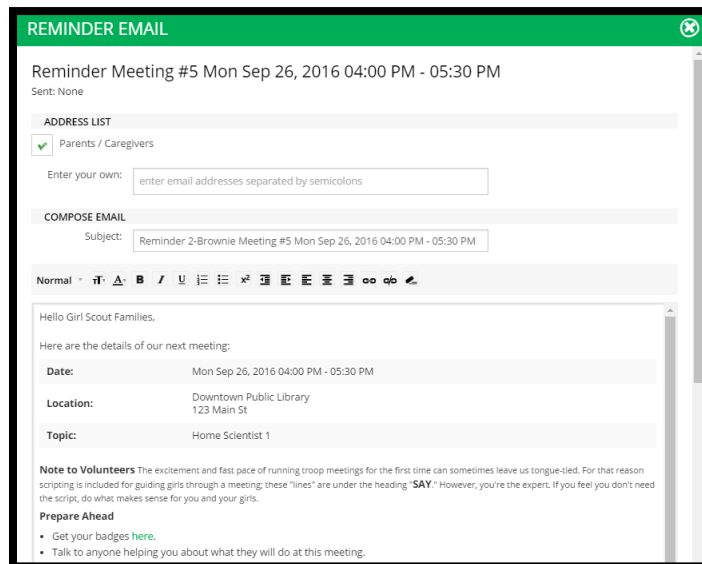 REMINDER EMAIL
Reminder Meeting #5 Mon Sep 26, 2016 04:00 PM - 05:30 PM
Sent: None
ADDRESS LIST
Parents / Caregivers
Enter your own: enter email addresses separated by semicolons
COMPOSE EMAIL
Subject: Reminder 2-Brownie Meeting #5 Mon Sep 26, 2016 04:00 PM - 05:30 PM
Normal TT A B I U x²
Hello Girl Scout Families,
Here are the details of our next meeting:
Date: Mon Sep 26, 2016 04:00 PM - 05:30 PM
Location: Downtown Public Library
123 Main St
Topic: Home Scientist 1
Note to Volunteers The excitement and fast pace of running troop meetings for the first time can sometimes leave us tongue-tied. For that reason
scripting is included for guiding girls through a meeting; these "lines" are under the heading "SAY." However, you're the expert. If you feel you don't need
the script, do what makes sense for you and your girls.
Prepare Ahead
• Get your badges here.
• Talk to anyone helping you about what they will do at this meeting.